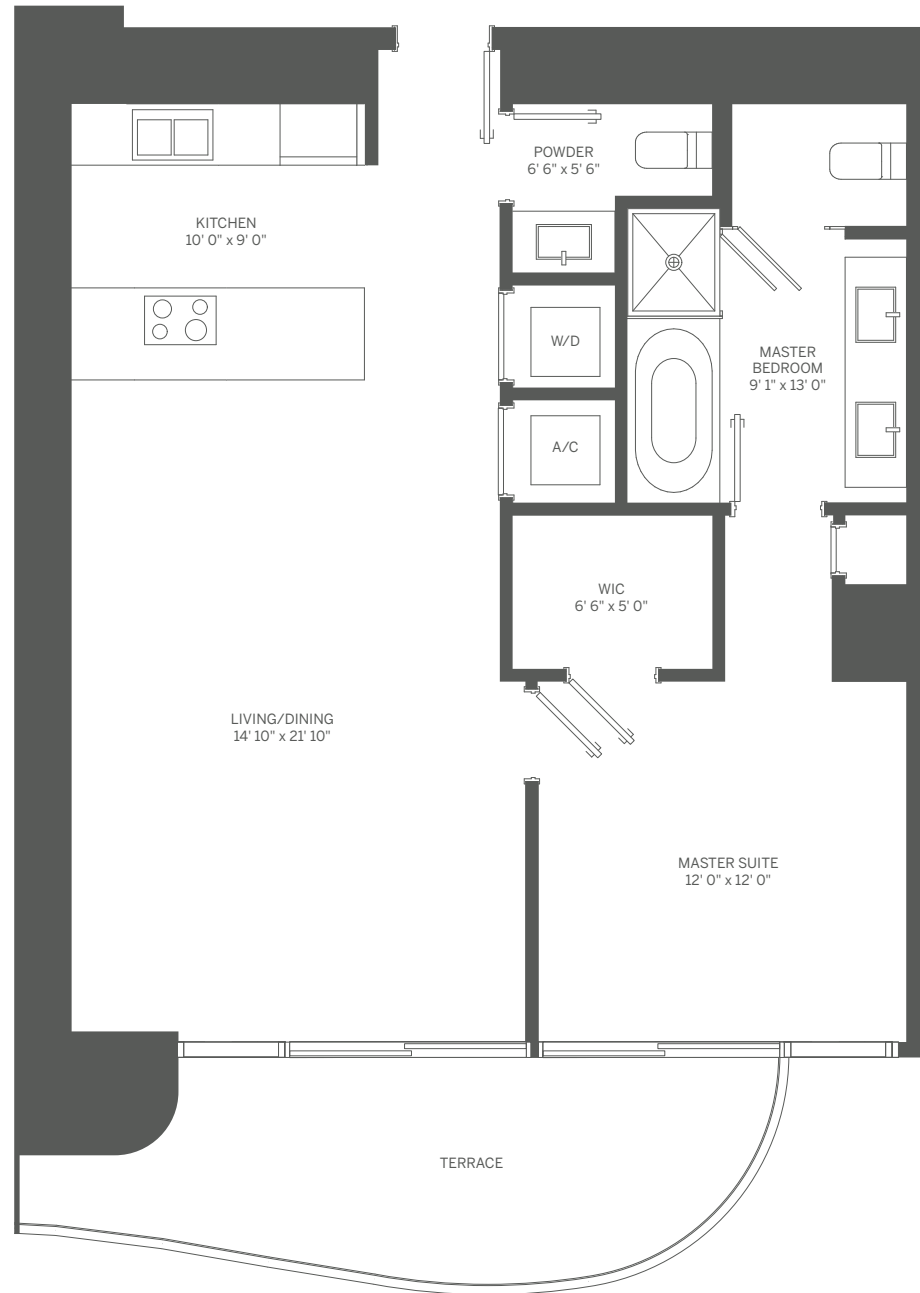 POWDER
6' 6" x 5' 6"
KITCHEN
10' 0" x 9' 0"
W/D
MASTER
BEDROOM
9' 1" x 13' 0"
A/C
WIC
6' 6" x 5' 0"
LIVING/DINING
14' 10" x 21' 10"
MASTER SUITE
12' 0" x 12' 0"
TERRACE